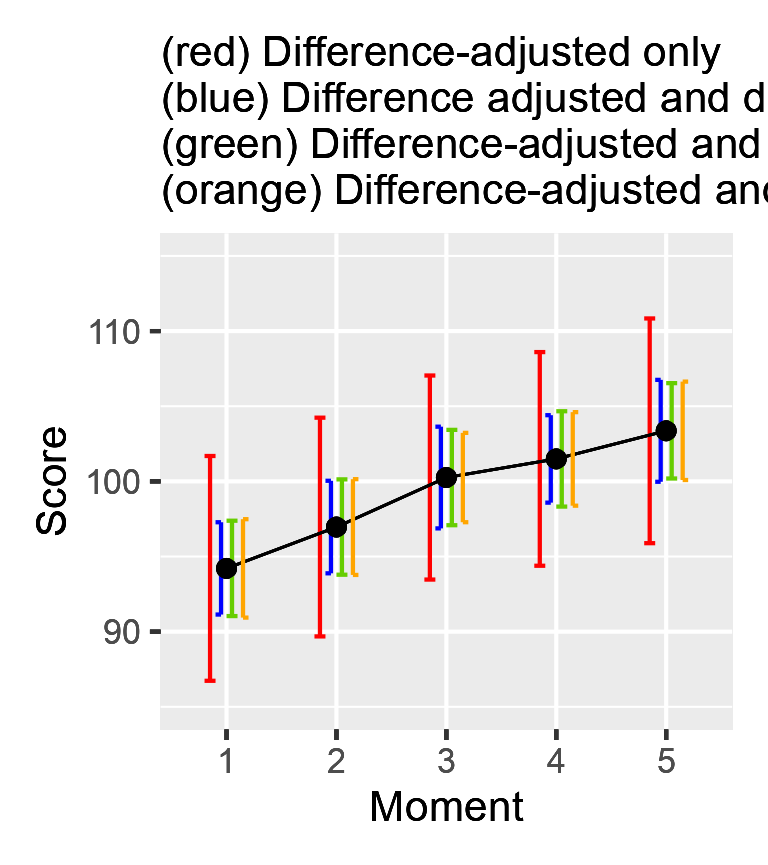 (red) Difference-adjusted only
(blue) Difference adjusted and d
(green) Difference-adjusted and
(orange) Difference-adjusted and
110
100
90
Score
1 2 3 4 5
Moment